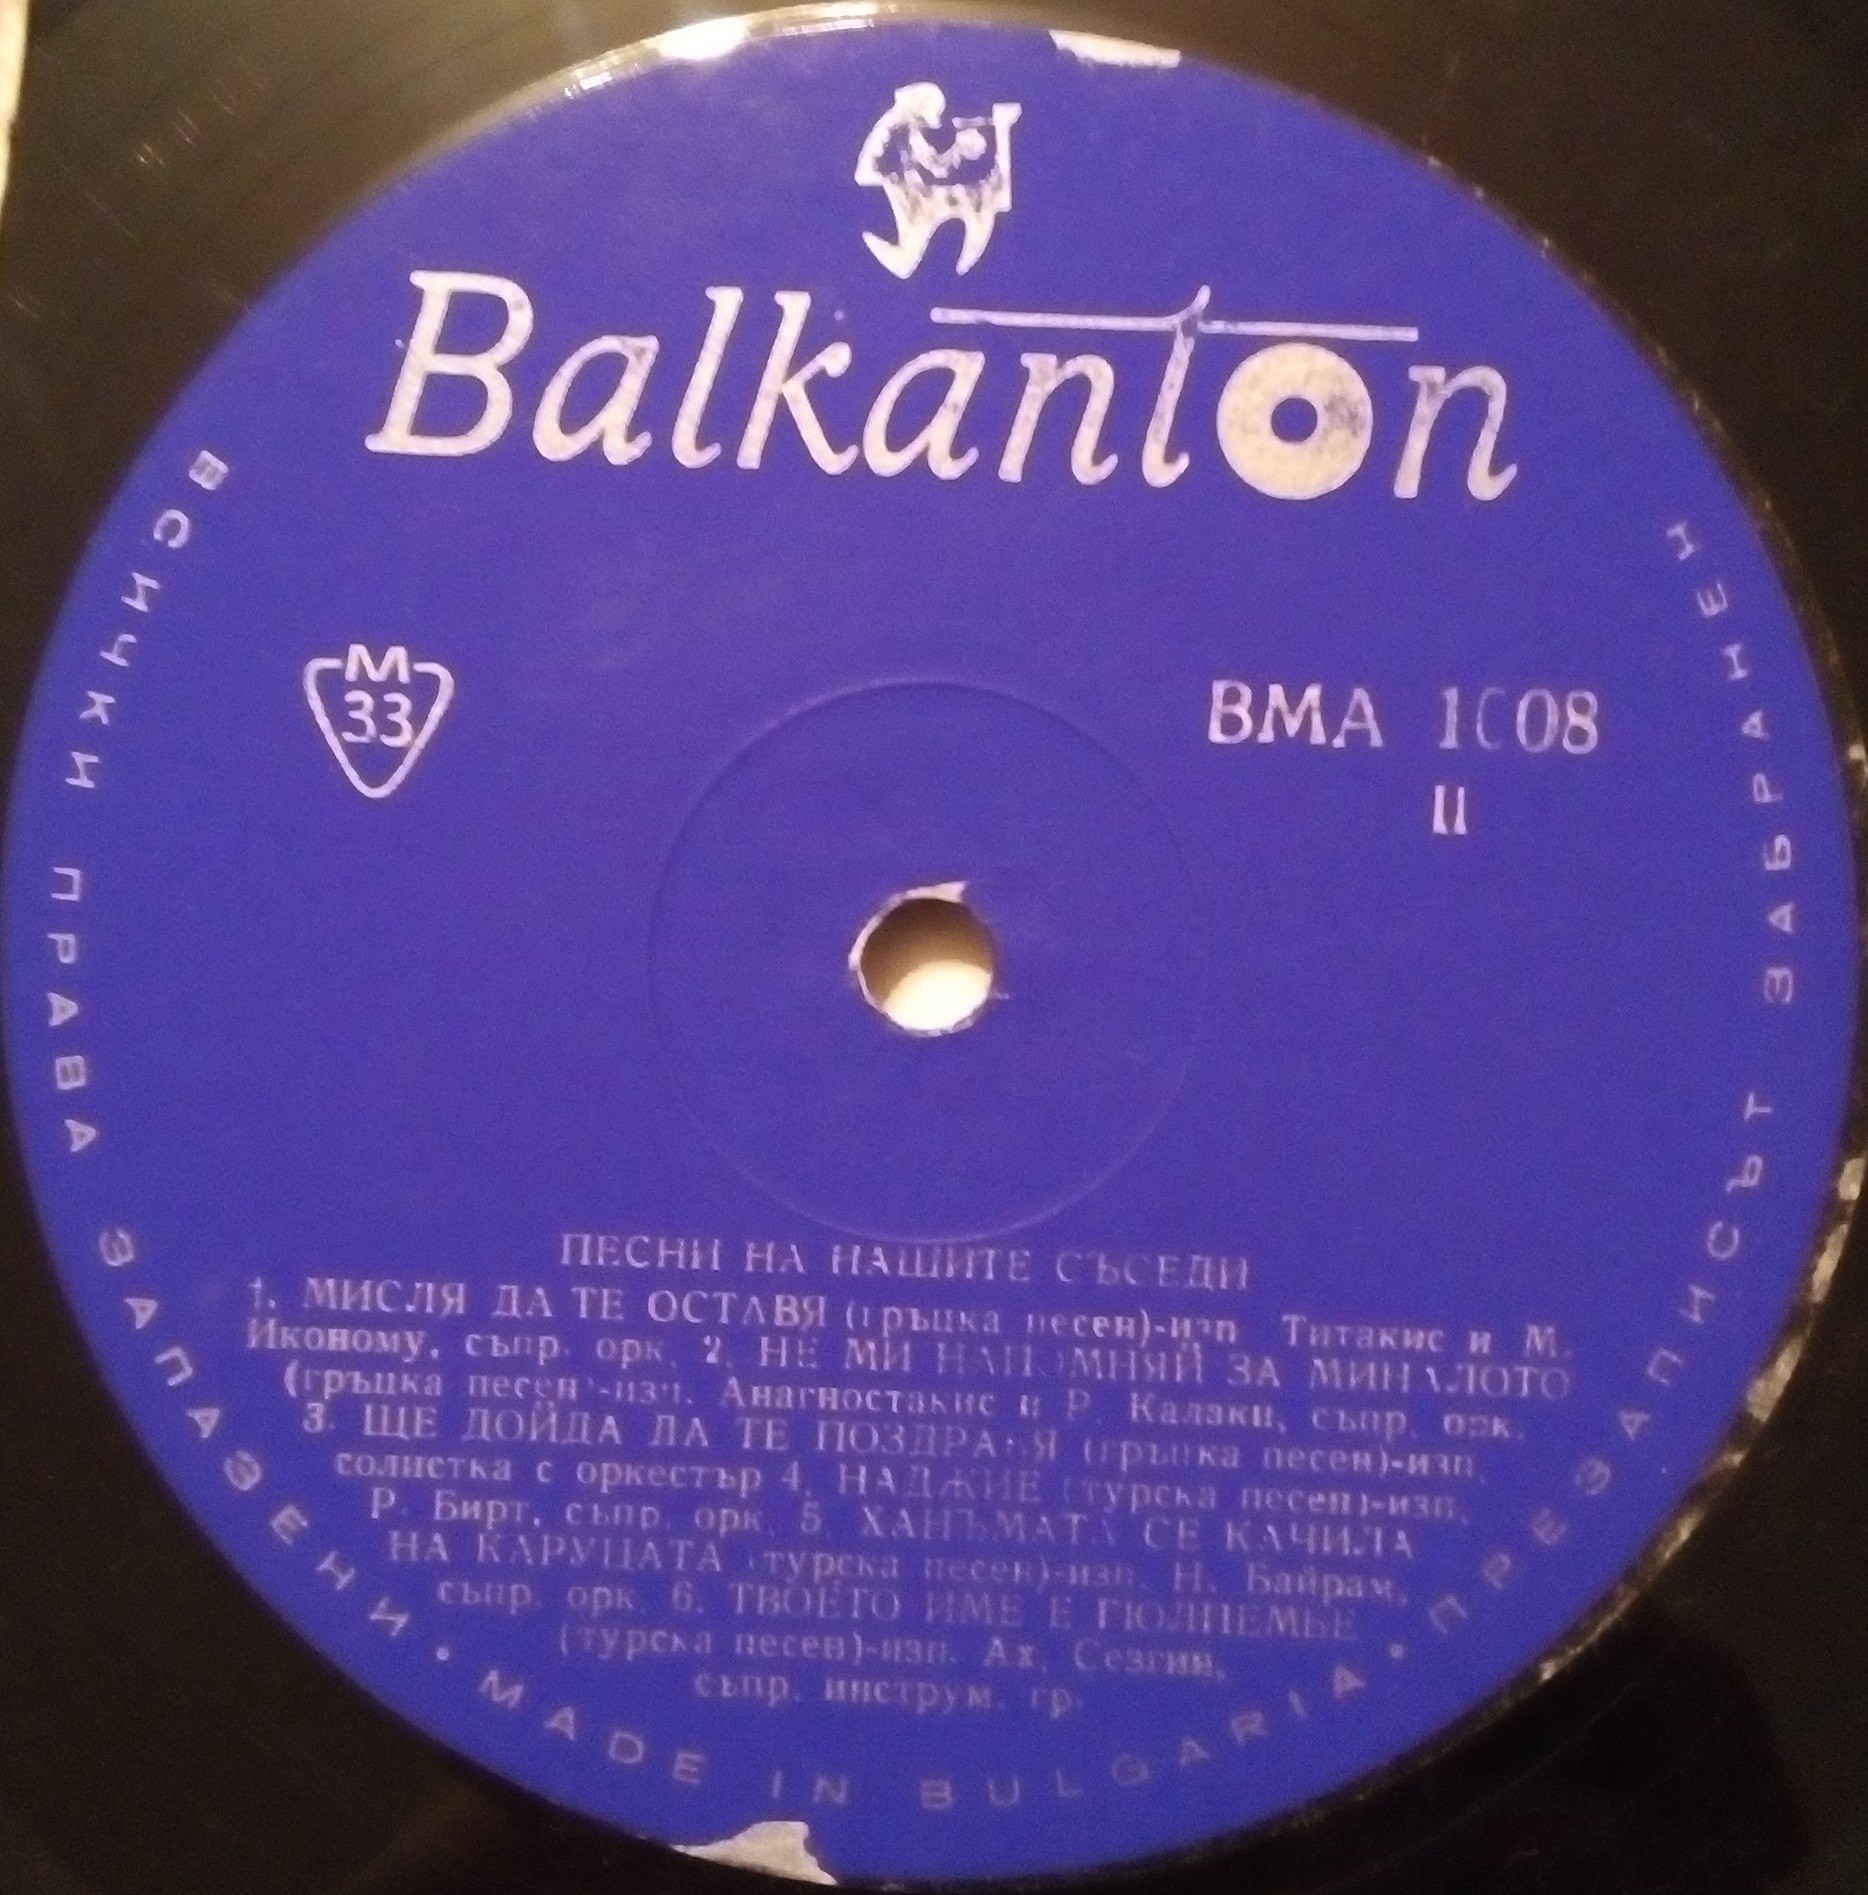 Balkanton
М
33
ВМА 1008
II
ПЕСНИ НА НАШИТЕ СЪСЕДИ
1. МИСЛЯ ДА ТЕ ОСТАВЯ (гръцка песен)-изп. Титакис и М.
Икономy, съпр. орк. 2. НЕ МИ НАПОМНЯЙ ЗА МИНАЛОТО
(гръцка песен)-изп. Анагностакис и Р. Калаки, съпр. орк.
3. ЩЕ ДОЙДА ДА ТЕ ПОЗДРАВЯ (гръцка песен)-изп.
солистка с оркестър 4. НАДЖИЕ (турска песен)-изп.
Р. Бирт, съпр. орк. 5. ХАНЪМАТА СЕ КАЧИЛА
НА КАРУЦАТА (турска песен)-изп. Н. Байрам,
съпр. орк. 6. ТВОЕТО ИМЕ Е ГЮЛПЕМБЕ
(турска песен)-изп. Ах. Сезгин,
съпр. инструм. гр.
ВСИЧКИ ПРАВА ЗАПАЗЕНИ • MADE IN BULGARIA • ПРЕЗАПИСЪТ ЗАБРАНЕН